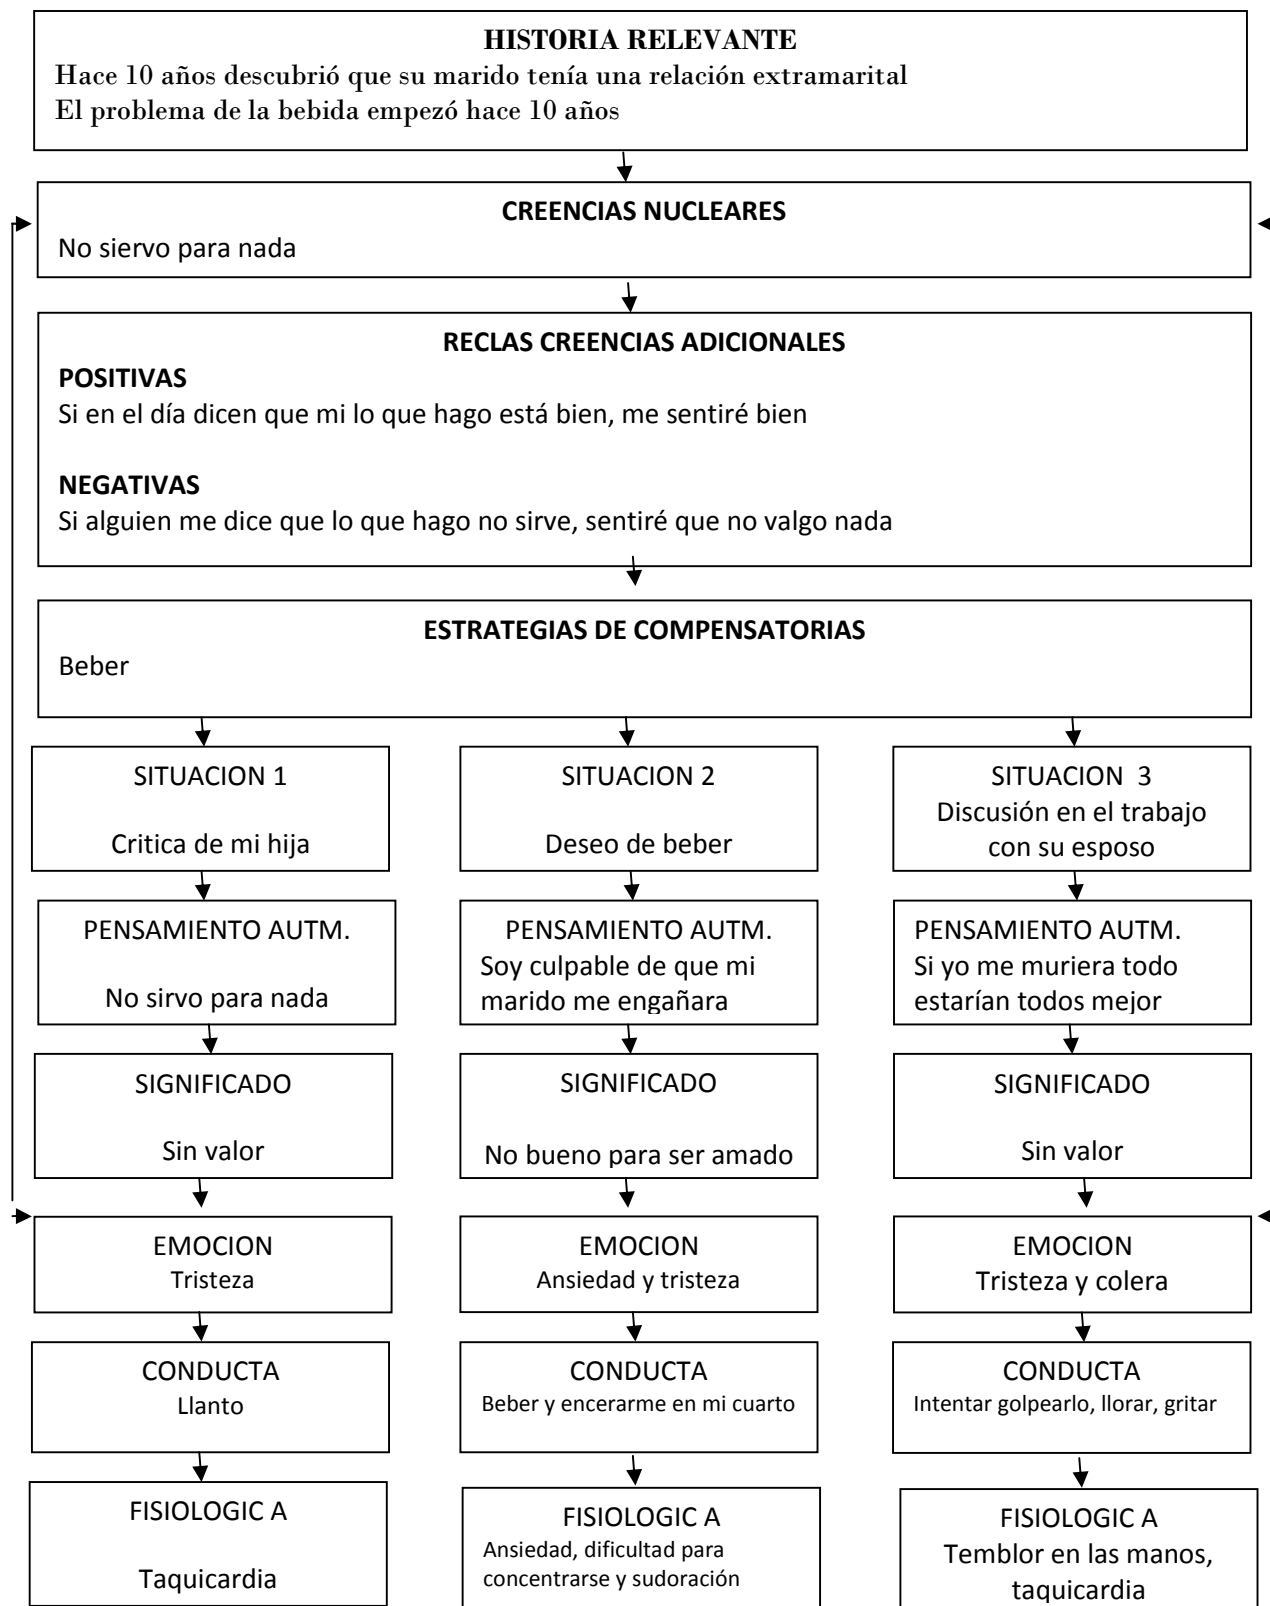 HISTORIA RELEVANTE
Hace 10 años descubrió que su marido tenía una relación extramarital
El problema de la bebida empezó hace 10 años
CREENCIAS NUCLEARES
No siervo para nada
RECLAS CREENCIAS ADICIONALES
POSITIVAS
Si en el día dicen que mi lo que hago está bien, me sentiré bien
NEGATIVAS
Si alguien me dice que lo que hago no sirve, sentiré que no valgo nada
ESTRATEGIAS DE COMPENSATORIAS
Beber
SITUACION 1
Critica de mi hija
PENSAMIENTO AUTM.
No sirvo para nada
SIGNIFICADO
Sin valor
EMOCION
Tristeza
CONDUCTA
Llanto
FISIOLOGIC A
Taquicardia
SITUACION 2
Deseo de beber
PENSAMIENTO AUTM.
Soy culpable de que mi
marido me engañara
SIGNIFICADO
No bueno para ser amado
EMOCION
Ansiedad y tristeza
CONDUCTA
Beber y encerarme en mi cuarto
FISIOLOGIC A
Ansiedad, dificultad para
concentrarse y sudoración
SITUACION  3
Discusión en el trabajo
con su esposo
PENSAMIENTO AUTM.
Si yo me muriera todo
estarían todos mejor
SIGNIFICADO
Sin valor
EMOCION
Tristeza y colera
CONDUCTA
Intentar golpearlo, llorar, gritar
FISIOLOGIC A
Temblor en las manos,
taquicardia